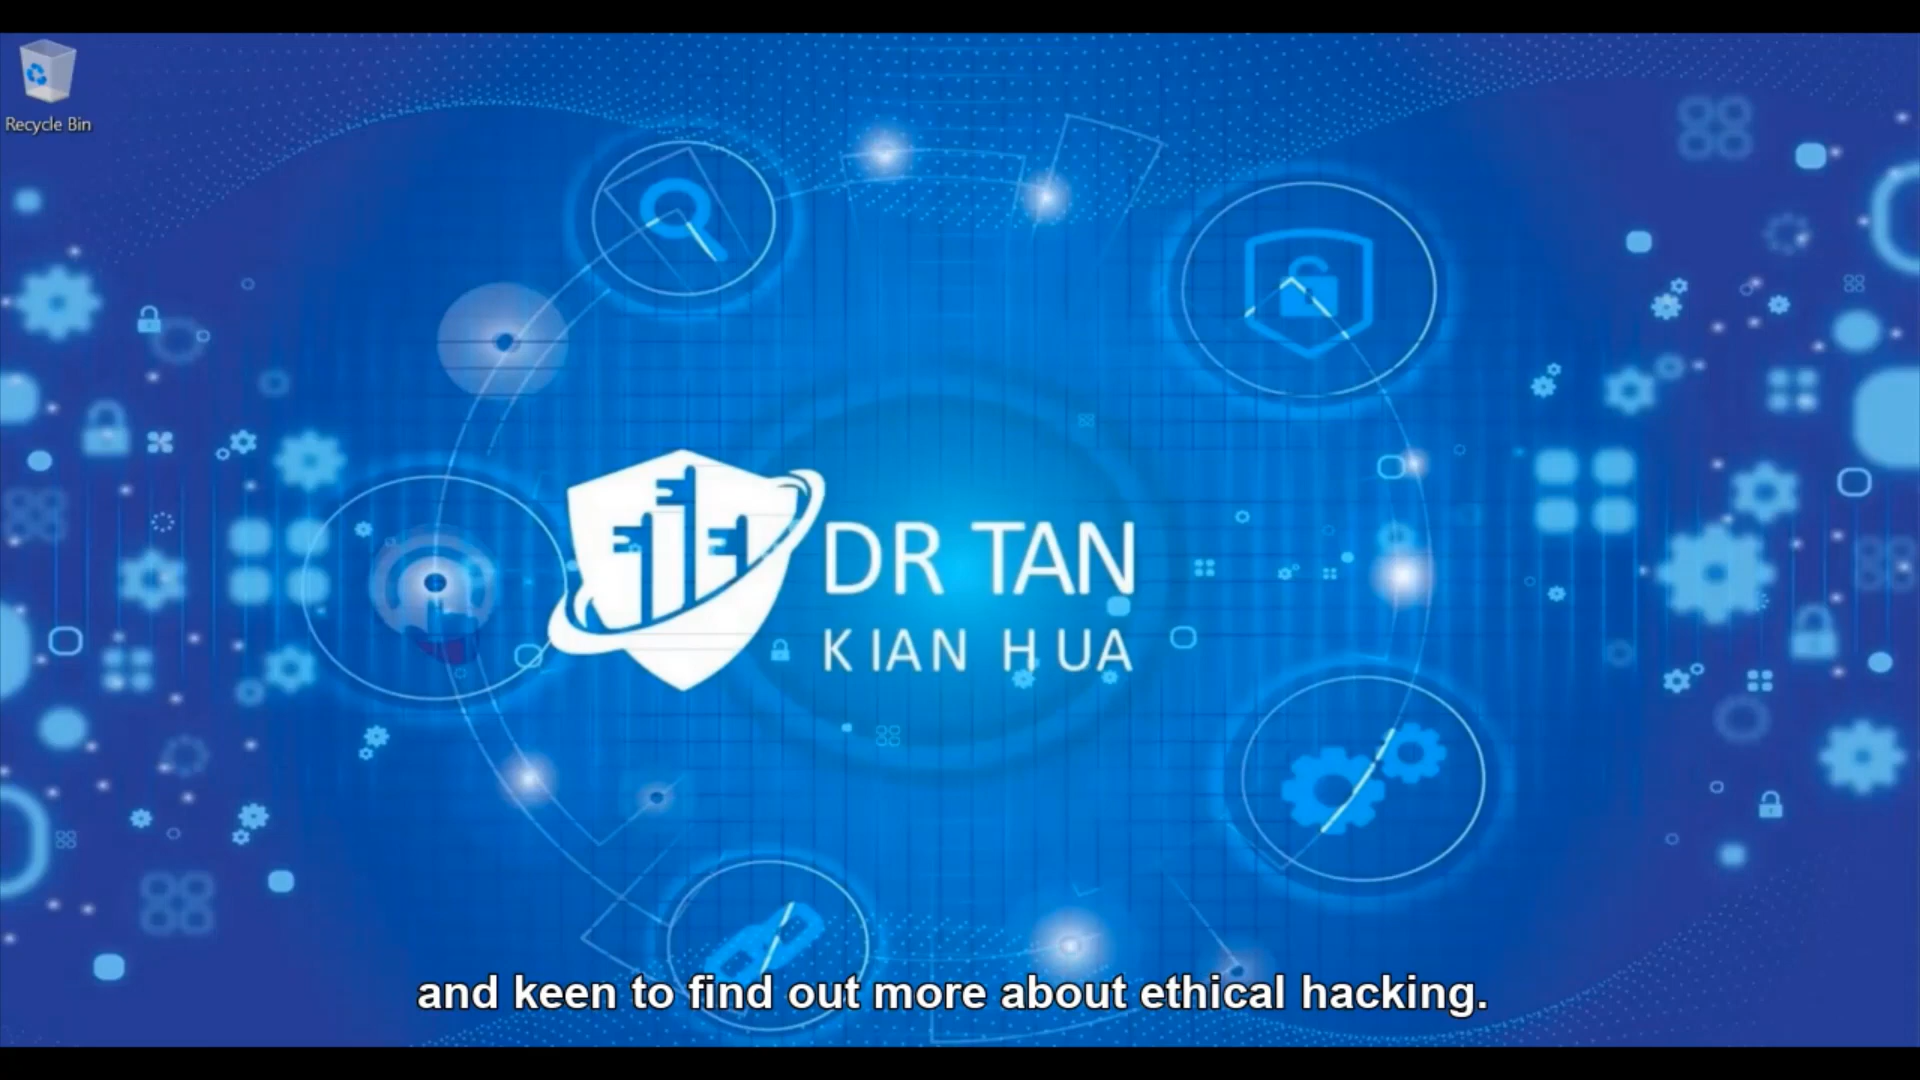 Recycle Bin
DR TAN
KIAN HUA
and keen to find out more about ethical hacking.